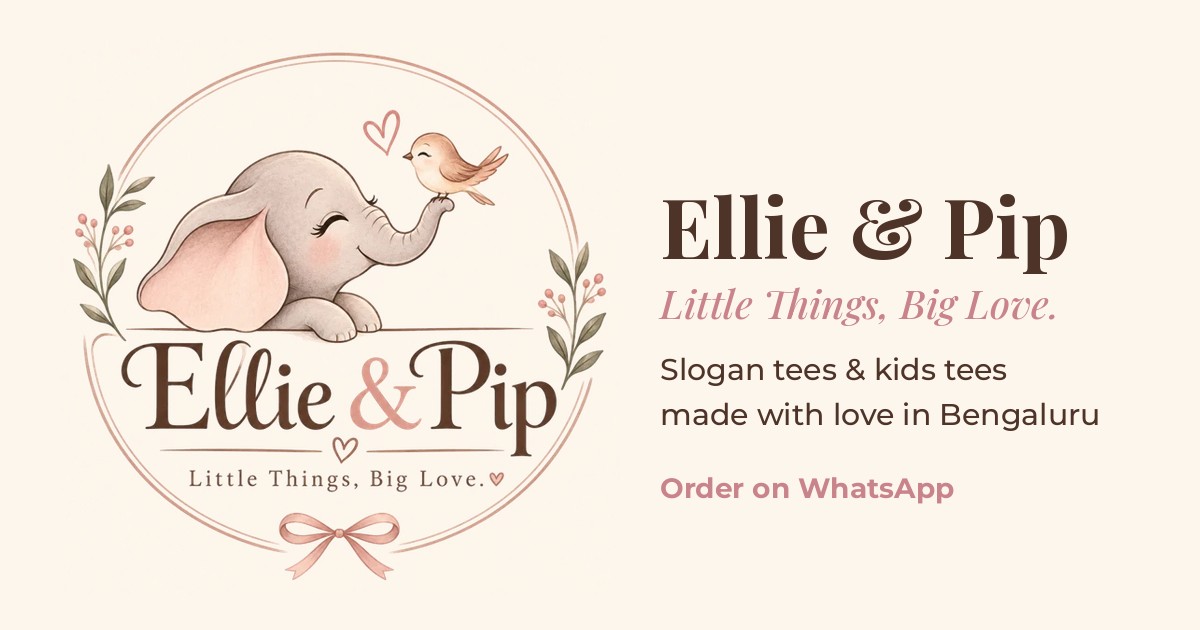 Ellie & Pip
Little Things, Big Love.
Ellie & Pip
Little Things, Big Love.
Slogan tees & kids tees
made with love in Bengaluru
Order on WhatsApp